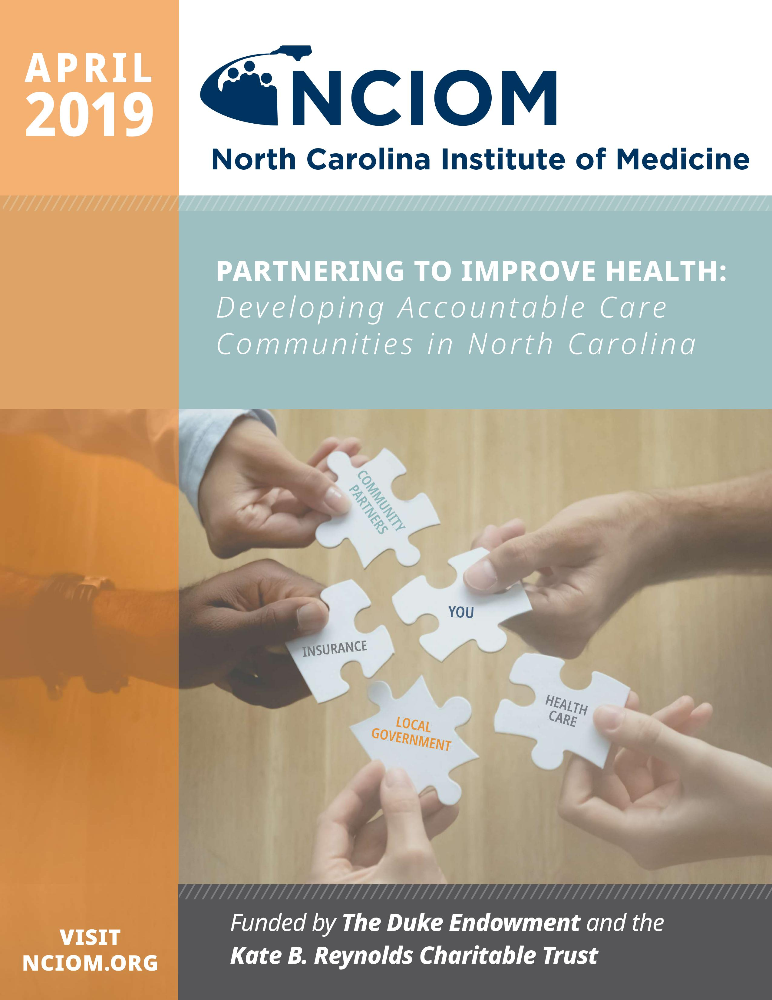 APRIL
2019
NCIOM
North Carolina Institute of Medicine
PARTNERING TO IMPROVE HEALTH:
Developing Accountable Care
Communities in North Carolina
COMMUNITY
PARTNERS
YOU
INSURANCE
HEALTH
CARE
LOCAL
GOVERNMENT
VISIT
NCIOM.ORG
Funded by The Duke Endowment and the
Kate B. Reynolds Charitable Trust